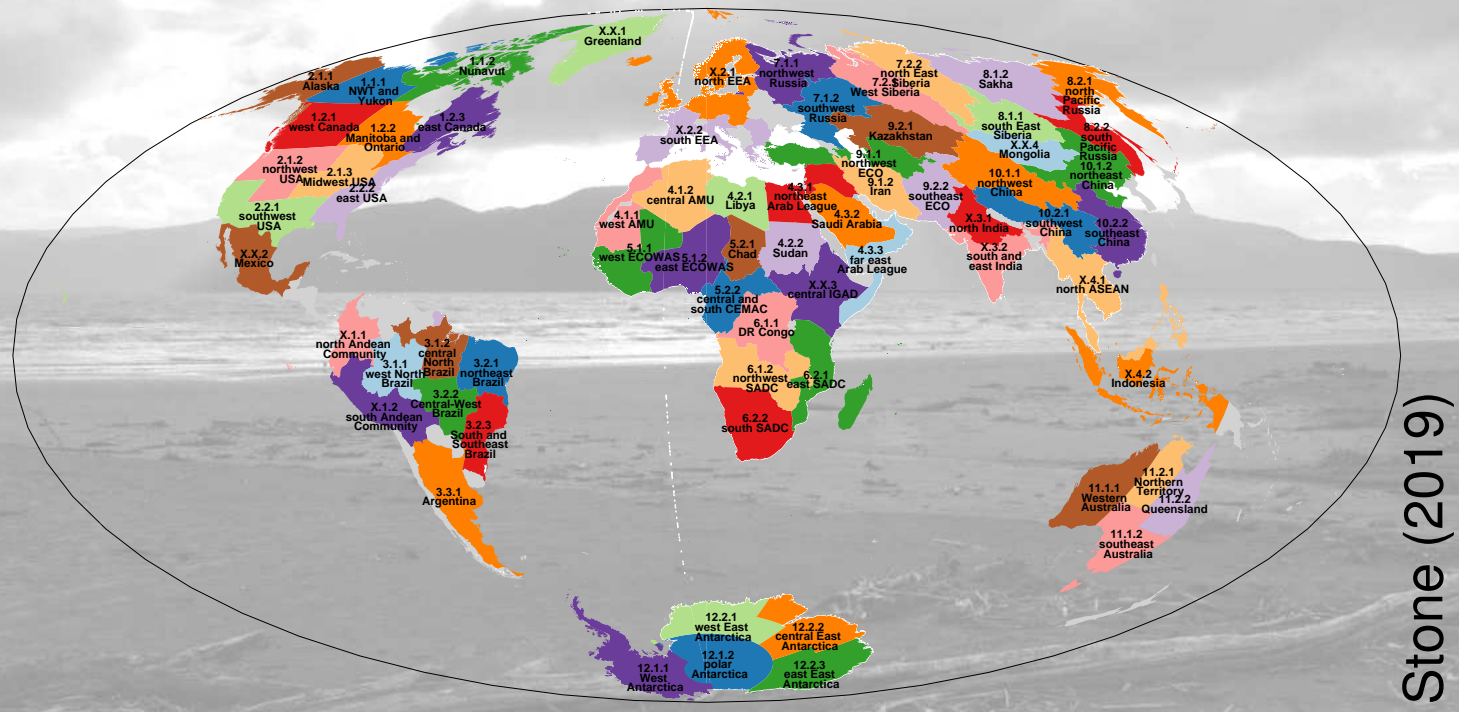 X.X.1
Greenland
2.1.1
Alaska
1.1.1
NWT and
Yukon
1.1.2
Nunavut
1.2.1
west Canada
1.2.2
Manitoba and
Ontario
1.2.3
east Canada
2.1.2
northwest
USA
2.1.3
Midwest USA
2.2.2
east USA
2.2.1
southwest
USA
X.X.2
Mexico
X.1.1
north Andean
Community
3.1.1
west North
Brazil
3.1.2
central
North
Brazil
3.2.1
northeast
Brazil
X.1.2
south Andean
Community
3.2.2
Central-West
Brazil
3.2.3
South and
Southeast
Brazil
3.3.1
Argentina
X.2.1
north EEA
X.2.2
south EEA
7.1.1
northwest
Russia
7.1.2
southwest
Russia
7.2.2
north East
Siberia
7.2.1
West Siberia
8.1.2
Sakha
8.2.1
north
Pacific
Russia
8.1.1
south East
Siberia
8.2.2
south
Pacific
Russia
X.X.4
Mongolia
9.2.1
Kazakhstan
9.1.1
northwest
ECO
9.1.2
Iran
9.2.2
southeast
ECO
10.1.1
northwest
China
10.1.2
northeast
China
10.2.1
southwest
China
10.2.2
southeast
China
4.1.1
west AMU
4.1.2
central AMU
4.2.1
Libya
4.3.1
northeast
Arab League
4.3.2
Saudi Arabia
4.2.2
Sudan
4.3.3
far east
Arab League
5.1.1
west ECOWAS
5.1.2
east ECOWAS
5.2.1
Chad
5.2.2
central and
south CEMAC
X.X.3
central IGAD
6.1.1
DR Congo
6.1.2
northwest
SADC
6.2.1
east SADC
6.2.2
south SADC
X.3.1
north India
X.3.2
south and
east India
X.4.1
north ASEAN
X.4.2
Indonesia
11.1.1
Western
Australia
11.2.1
Northern
Territory
11.2.2
Queensland
11.1.2
southeast
Australia
12.2.1
west East
Antarctica
12.2.2
central East
Antarctica
12.1.1
West
Antarctica
12.1.2
polar
Antarctica
12.2.3
east East
Antarctica
Stone (2019)